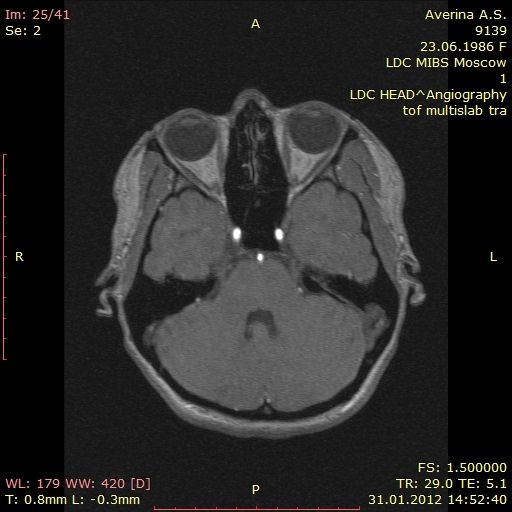 Im: 25/41
Se: 2
A
Averina A.S.
9139
23.06.1986 F
LDC MIBS Moscow
1
LDC HEAD^Angiography
tof multislab tra
R
L
WL: 179 WW: 420 [D]
T: 0.8mm L: -0.3mm
P
FS: 1.500000
TR: 29.0 TE: 5.1
31.01.2012 14:52:40